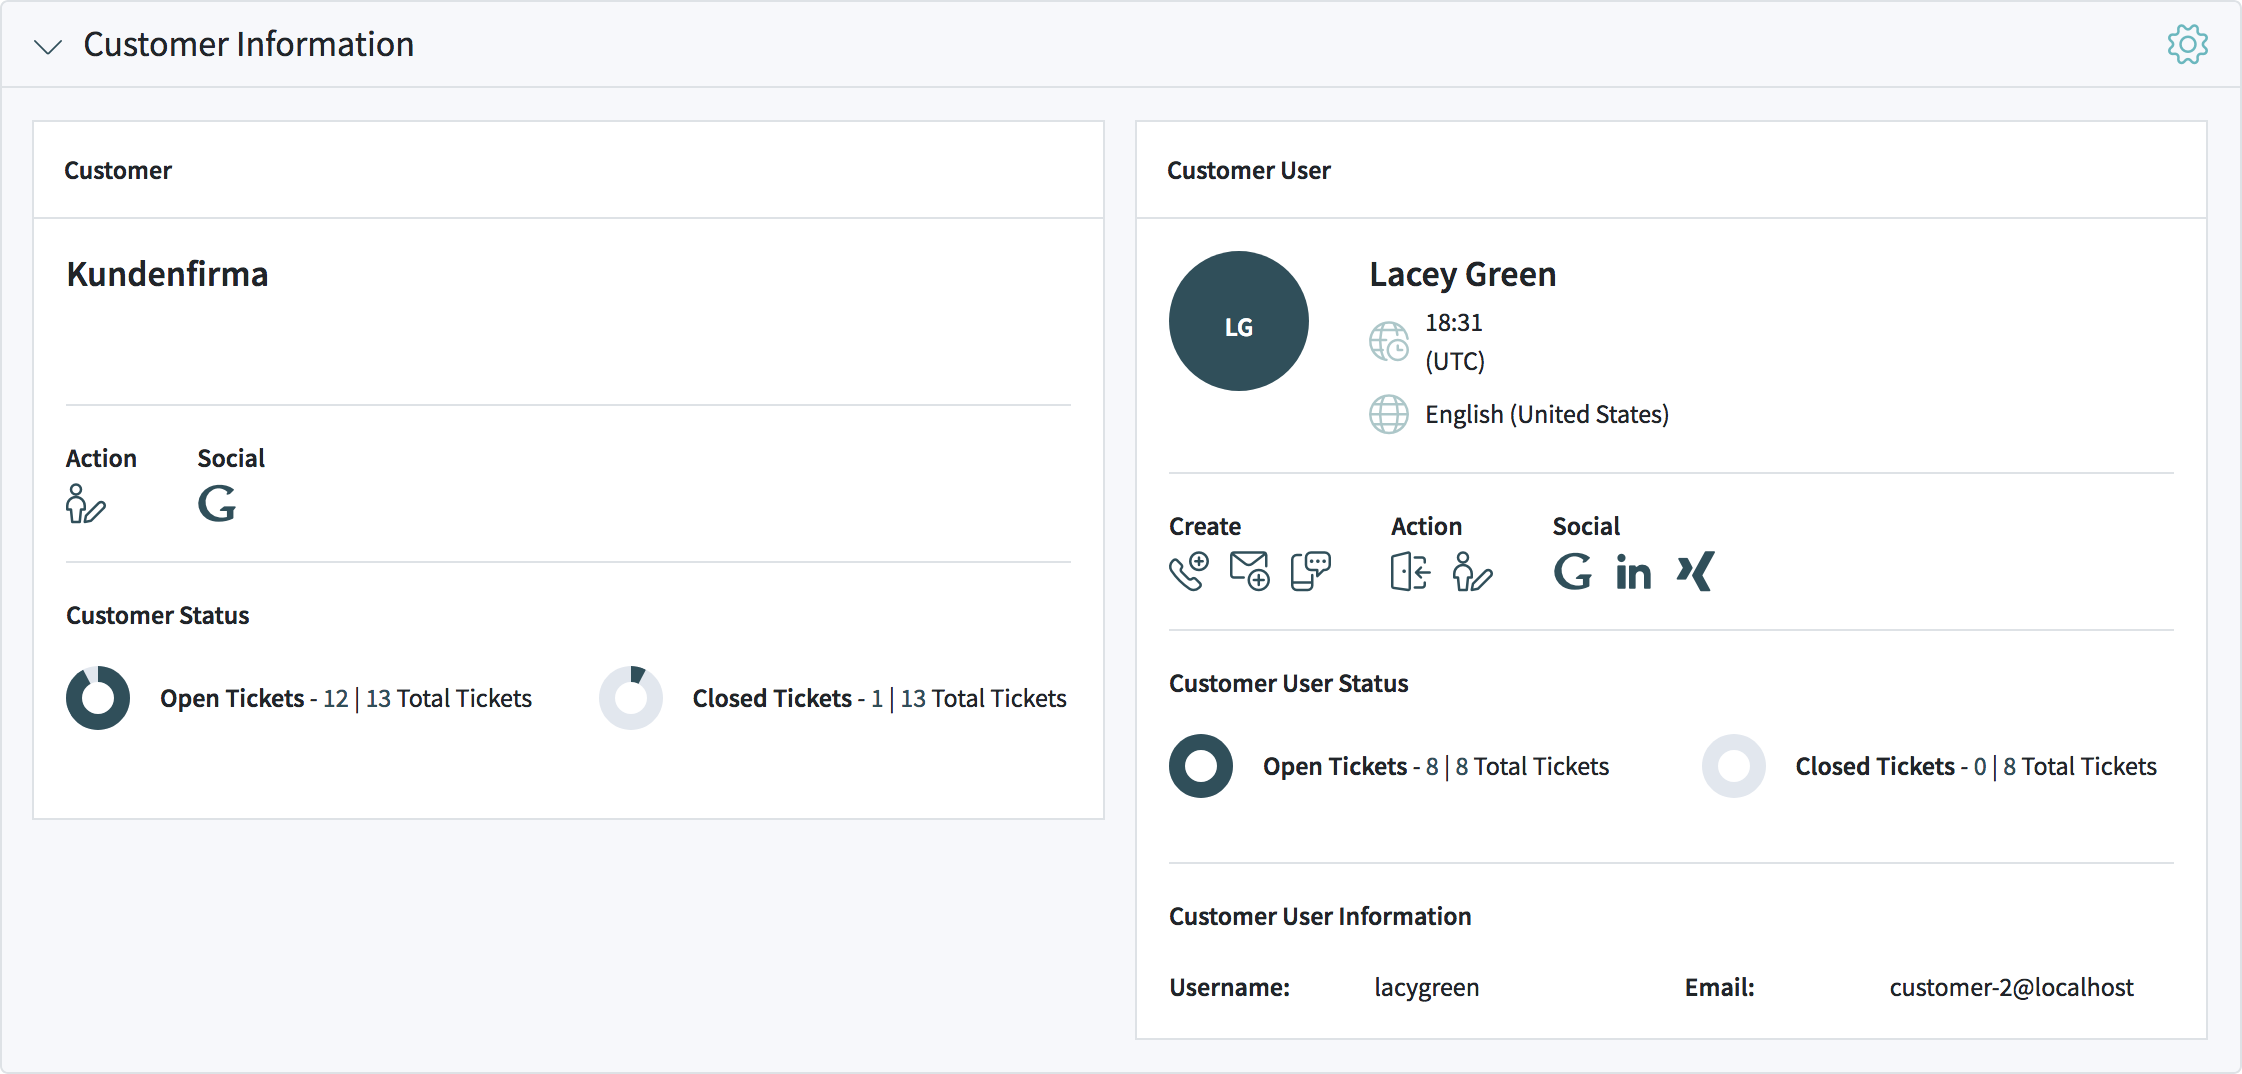 Customer Information
Customer
Kundenfirma
Action Social
Customer Status
Open Tickets - 12 | 13 Total Tickets Closed Tickets - 1 | 13 Total Tickets
Customer User
LG
Lacey Green
18:31
(UTC)
English (United States)
Create Action Social
Customer User Status
Open Tickets - 8 | 8 Total Tickets Closed Tickets - 0 | 8 Total Tickets
Customer User Information
Username: lacygreen Email: customer-2@localhost